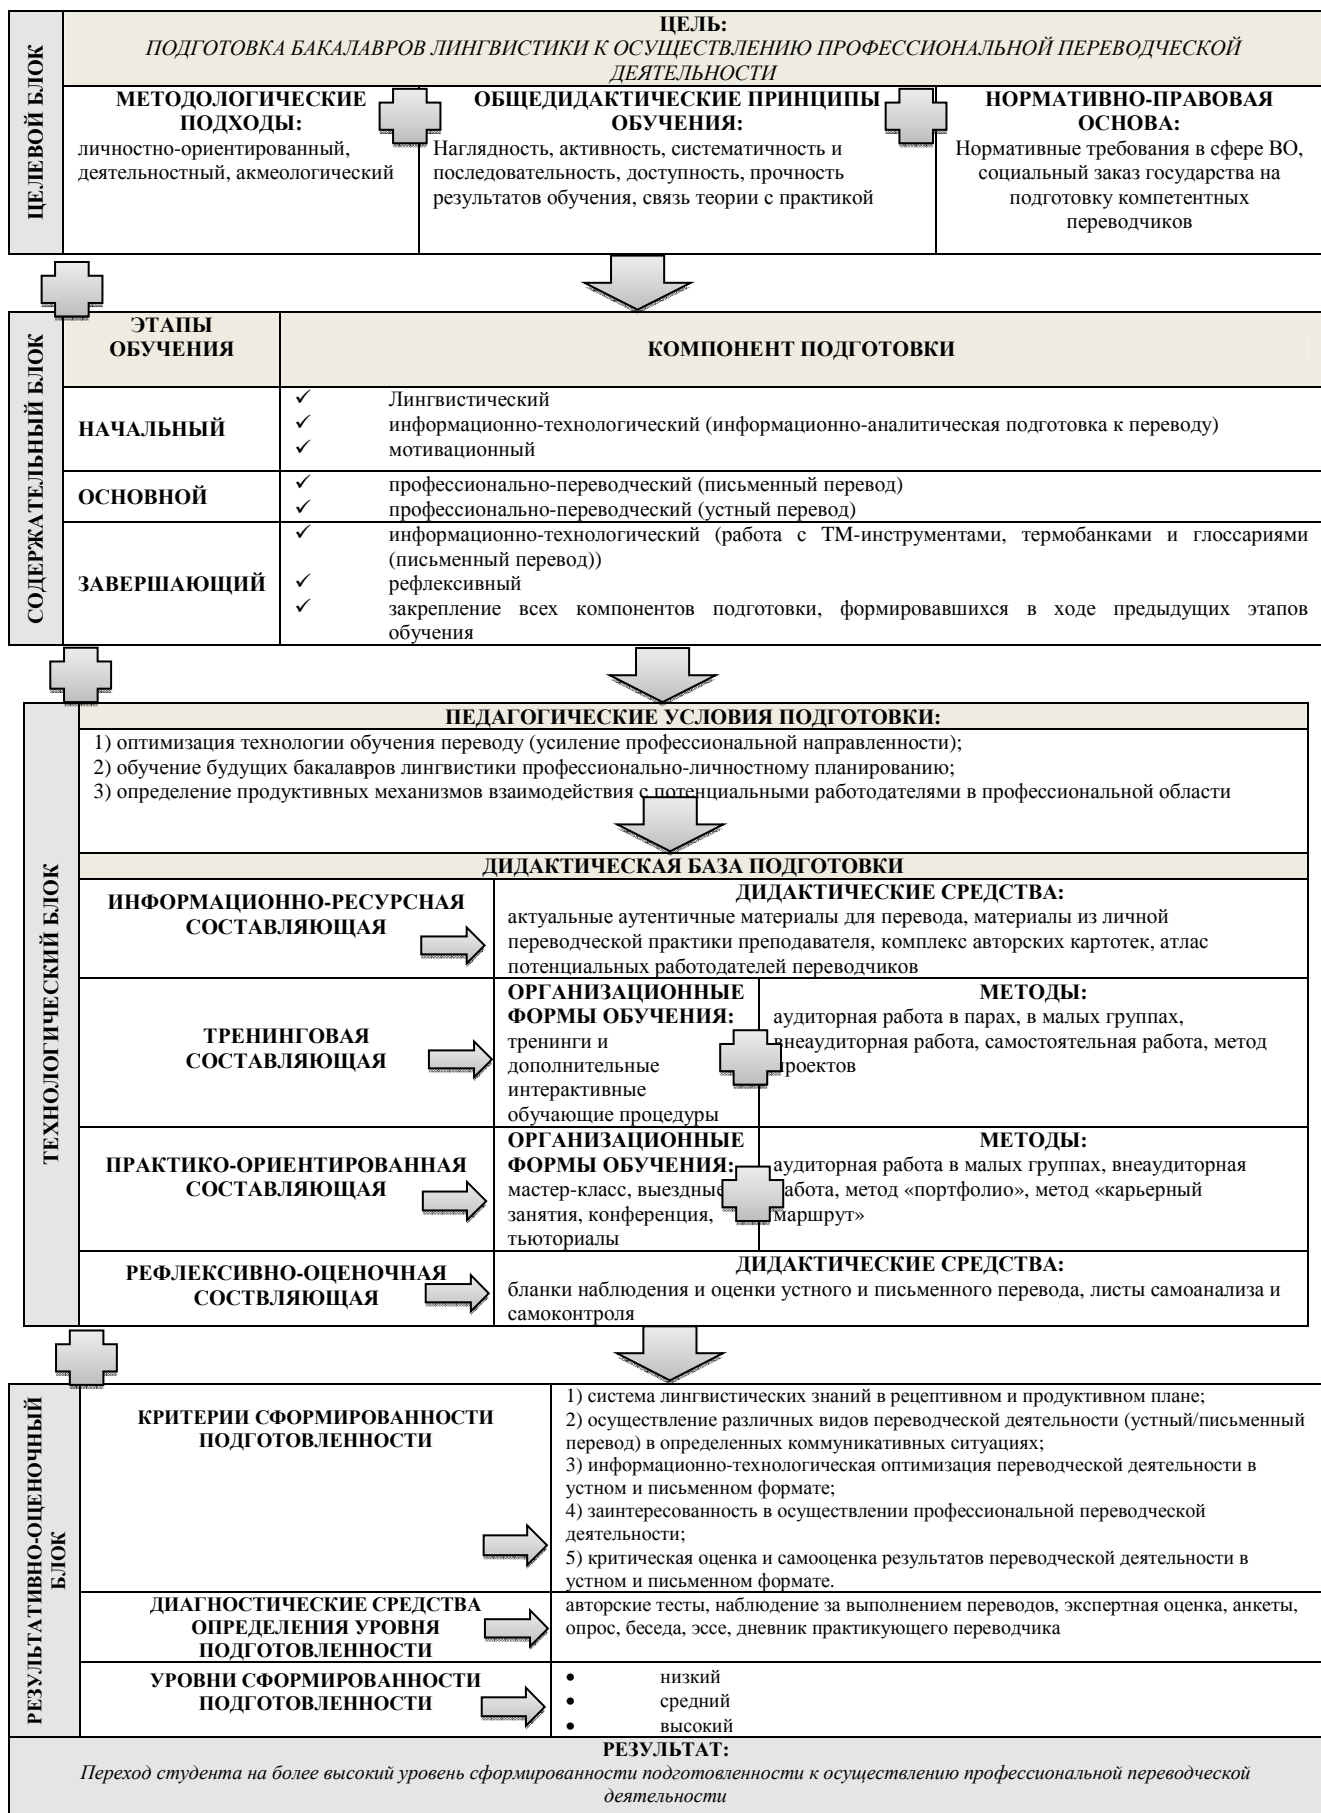 ЦЕЛЕВОЙ БЛОК
ЦЕЛЬ:
ПОДГОТОВКА БАКАЛАВРОВ ЛИНГВИСТИКИ К ОСУЩЕСТВЛЕНИЮ ПРОФЕССИОНАЛЬНОЙ ПЕРЕВОДЧЕСКОЙ
ДЕЯТЕЛЬНОСТИ
МЕТОДОЛОГИЧЕСКИЕ
ПОДХОДЫ:
личностно-ориентированный,
деятельностный, акмеологический
ОБЩЕДИДАКТИЧЕСКИЕ ПРИНЦИПЫ
ОБУЧЕНИЯ:
Наглядность, активность, систематичность и
последовательность, доступность, прочность
результатов обучения, связь теории с практикой
НОРМАТИВНО-ПРАВОВАЯ
ОСНОВА:
Нормативные требования в сфере ВО,
социальный заказ государства на
подготовку компетентных
переводчиков
СОДЕРЖАТЕЛЬНЫЙ БЛОК
ЭТАПЫ
ОБУЧЕНИЯ
КОМПОНЕНТ ПОДГОТОВКИ
НАЧАЛЬНЫЙ
✓ Лингвистический
✓ информационно-технологический (информационно-аналитическая подготовка к переводу)
✓ мотивационный
ОСНОВНОЙ
✓ профессионально-переводческий (письменный перевод)
✓ профессионально-переводческий (устный перевод)
ЗАВЕРШАЮЩИЙ
✓ информационно-технологический (работа с ТМ-инструментами, термобанками и глоссариями
(письменный перевод))
✓ рефлексивный
✓ закрепление всех компонентов подготовки, формировавшихся в ходе предыдущих этапов
обучения
ТЕХНОЛОГИЧЕСКИЙ БЛОК
ПЕДАГОГИЧЕСКИЕ УСЛОВИЯ ПОДГОТОВКИ:
1) оптимизация технологии обучения переводу (усиление профессиональной направленности);
2) обучение будущих бакалавров лингвистики профессионально-личностному планированию;
3) определение продуктивных механизмов взаимодействия с потенциальными работодателями в профессиональной области
ДИДАКТИЧЕСКАЯ БАЗА ПОДГОТОВКИ
ИНФОРМАЦИОННО-РЕСУРСНАЯ
СОСТАВЛЯЮЩАЯ
ДИДАКТИЧЕСКИЕ СРЕДСТВА:
актуальные аутентичные материалы для перевода, материалы из личной
переводческой практики преподавателя, комплекс авторских картотек, атлас
потенциальных работодателей переводчиков
ТРЕНИНГОВАЯ
СОСТАВЛЯЮЩАЯ
ОРГАНИЗАЦИОННЫЕ
ФОРМЫ ОБУЧЕНИЯ:
тренинги и
дополнительные
интерактивные
обучающие процедуры
МЕТОДЫ:
аудиторная работа в парах, в малых группах,
внеаудиторная работа, самостоятельная работа, метод
проектов
ПРАКТИКО-ОРИЕНТИРОВАННАЯ
СОСТАВЛЯЮЩАЯ
ОРГАНИЗАЦИОННЫЕ
ФОРМЫ ОБУЧЕНИЯ:
мастер-класс, выездные
занятия, конференция,
тьюториалы
МЕТОДЫ:
аудиторная работа в малых группах, внеаудиторная
работа, метод «портфолио», метод «карьерный
маршрут»
РЕФЛЕКСИВНО-ОЦЕНОЧНАЯ
СОСТВЛЯЮЩАЯ
ДИДАКТИЧЕСКИЕ СРЕДСТВА:
бланки наблюдения и оценки устного и письменного перевода, листы самоанализа и
самоконтроля
РЕЗУЛЬТАТИВНО-ОЦЕНОЧНЫЙ
БЛОК
КРИТЕРИИ СФОРМИРОВАННОСТИ
ПОДГОТОВЛЕННОСТИ
1) система лингвистических знаний в рецептивном и продуктивном плане;
2) осуществление различных видов переводческой деятельности (устный/письменный
перевод) в определенных коммуникативных ситуациях;
3) информационно-технологическая оптимизация переводческой деятельности в
устном и письменном формате;
4) заинтересованность в осуществлении профессиональной переводческой
деятельности;
5) критическая оценка и самооценка результатов переводческой деятельности в
устном и письменном формате.
ДИАГНОСТИЧЕСКИЕ СРЕДСТВА
ОПРЕДЕЛЕНИЯ УРОВНЯ
ПОДГОТОВЛЕННОСТИ
авторские тесты, наблюдение за выполнением переводов, экспертная оценка, анкеты,
опрос, беседа, эссе, дневник практикующего переводчика
УРОВНИ СФОРМИРОВАННОСТИ
ПОДГОТОВЛЕННОСТИ
• низкий
• средний
• высокий
РЕЗУЛЬТАТ:
Переход студента на более высокий уровень сформированности подготовленности к осуществлению профессиональной переводческой
деятельности